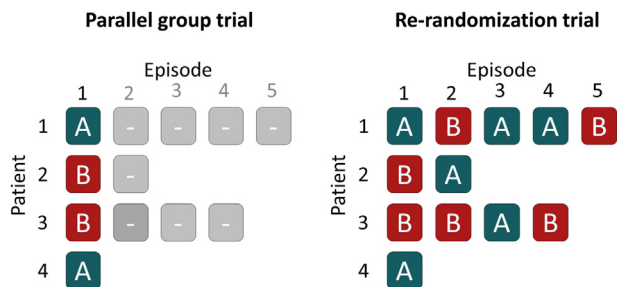 Parallel group trial
Episode
1 2 3 4 5
Patient
1 A - - - -
2 B -
3 B - - -
4 A
Re-randomization trial
Episode
1 2 3 4 5
Patient
1 A B A A B
2 B A
3 B B A B
4 A